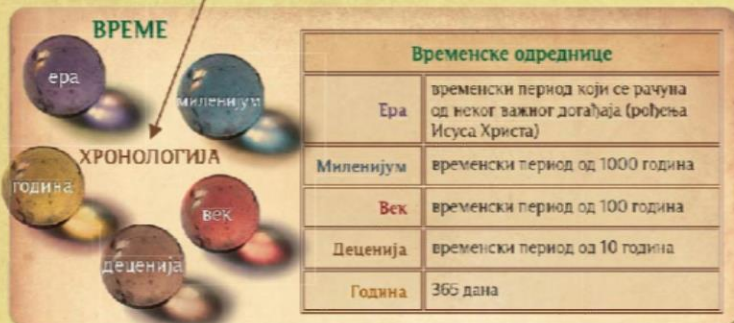 ВРЕМЕ
ера
милениjум
ХРОНОЛОГИЈА
година
век
деценија
Временске одреднице
Ера
временски период који се рачуна
од неког важног догађаја (рођења
Исуса Христа)
Миленијум
временски период од 1000 година
Век
временски период од 100 година
Деценија
временски период од 10 година
Година
365 дана